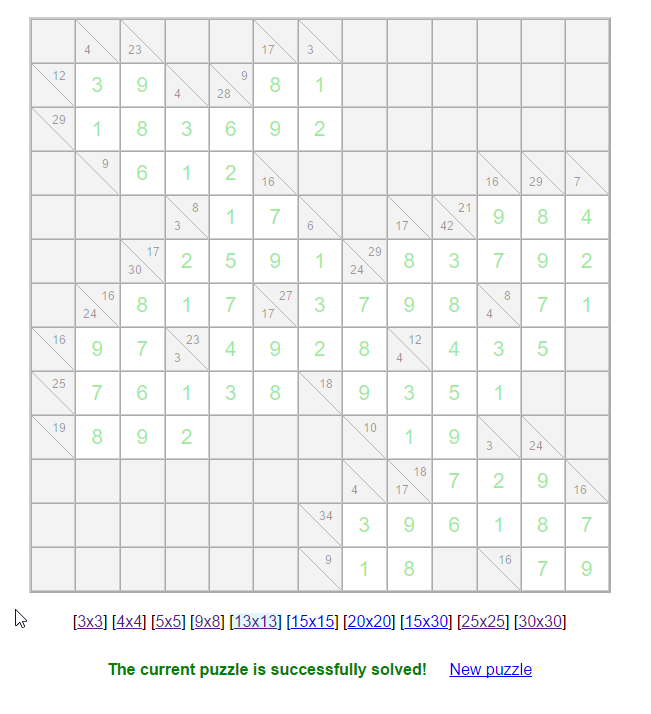 4 23 17 3
12 3 9 4 28 9 8 1
29 1 8 3 6 9 2
9 6 1 2 16 16 29 7
3 8 1 7 6 17 42 21 9 8 4
30 17 2 5 9 1 24 29 8 3 7 9 2
24 16 8 1 7 17 27 3 7 9 8 4 8 7 1
16 9 7 3 23 4 9 2 8 4 12 4 3 5
25 7 6 1 3 8 18 9 3 5 1
19 8 9 2 10 1 9 3 24
4 17 18 7 2 9 16
34 3 9 6 1 8 7
9 1 8 16 7 9
[3x3] [4x4] [5x5] [9x8] [13x13] [15x15] [20x20] [15x30] [25x25] [30x30]
The current puzzle is successfully solved! New puzzle